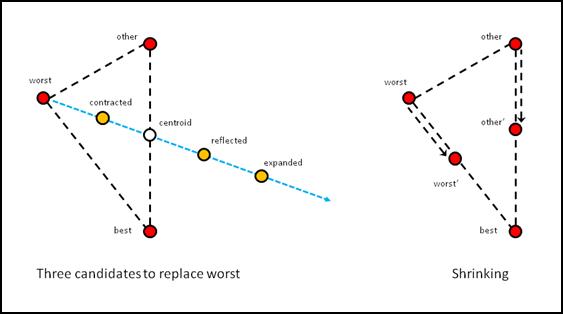 other
worst
contracted
centroid
reflected
expanded
best
Three candidates to replace worst
other
worst
other'
worst'
best
Shrinking